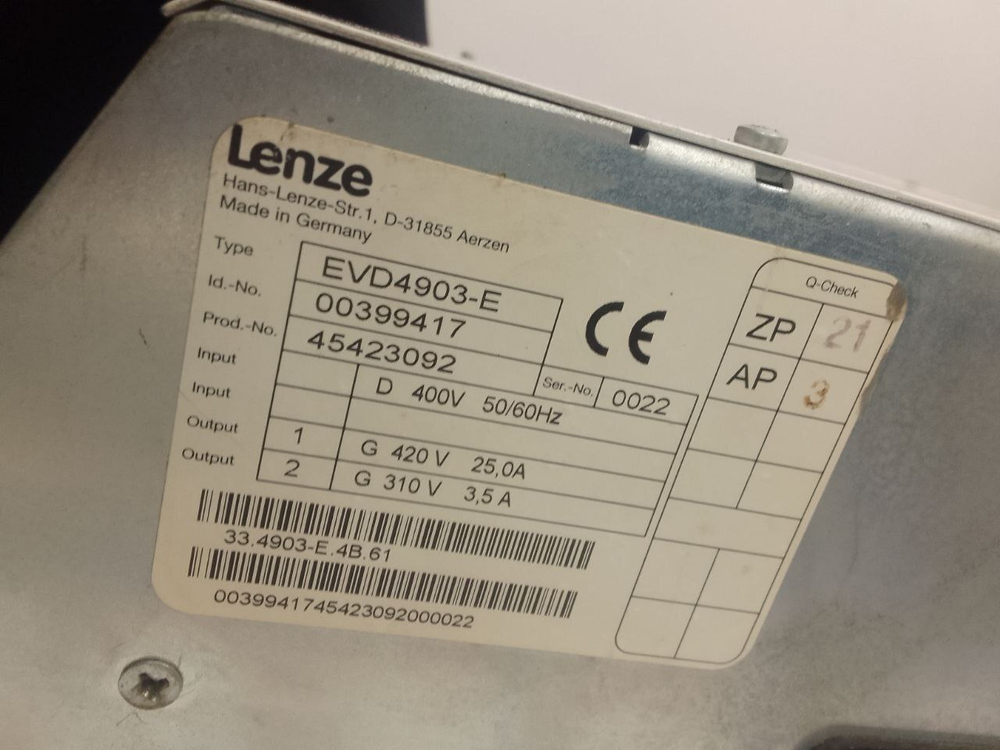 Lenze
Hans-Lenze-Str.1, D-31855 Aerzen
Made in Germany
Type EVD4903-E
Id.-No. 00399417
Prod.-No. 45423092
CE
Ser.-No. 0022
Input D 400V 50/60Hz
Input
Output 1 G 420 V 25,0A
Output 2 G 310 V 3,5 A
33.4903-E.4B.61
003994174542309200022
Q-Check
ZP 21
AP 3